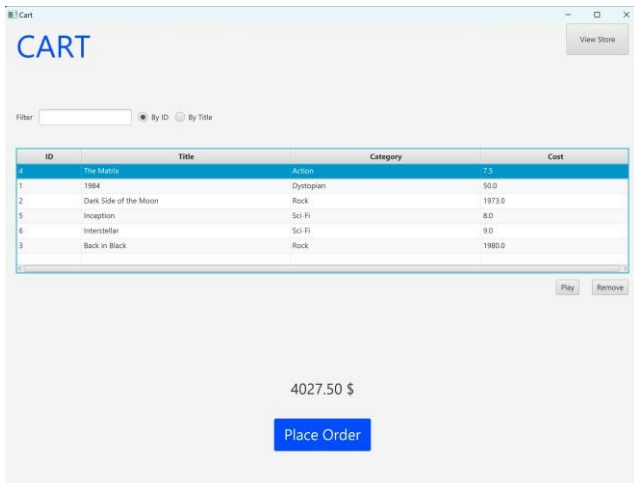 Cart
CART
View Store
Filter By ID By Title
ID Title Category Cost
4 The Matrix Action 7.5
1 1984 Dystopian 50.0
2 Dark Side of the Moon Rock 1973.0
5 Inception Sci-Fi 8.0
6 Interstellar Sci-Fi 9.0
3 Back in Black Rock 1980.0
Play Remove
4027.50 $
Place Order